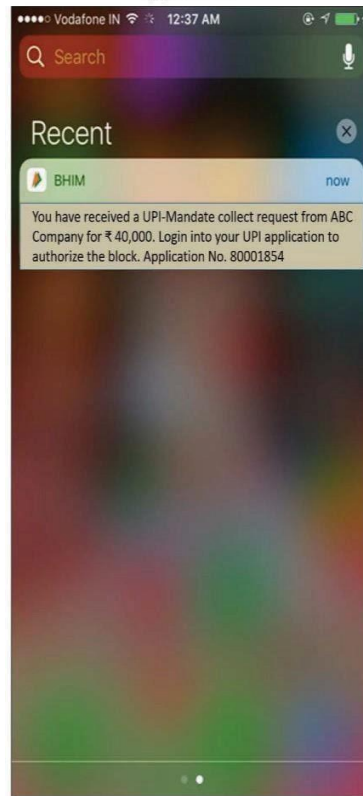 Vodafone IN 12:37 AM
Search
Recent
BHIM now
You have received a UPI-Mandate collect request from ABC
Company for ₹ 40,000. Login into your UPI application to
authorize the block. Application No. 80001854